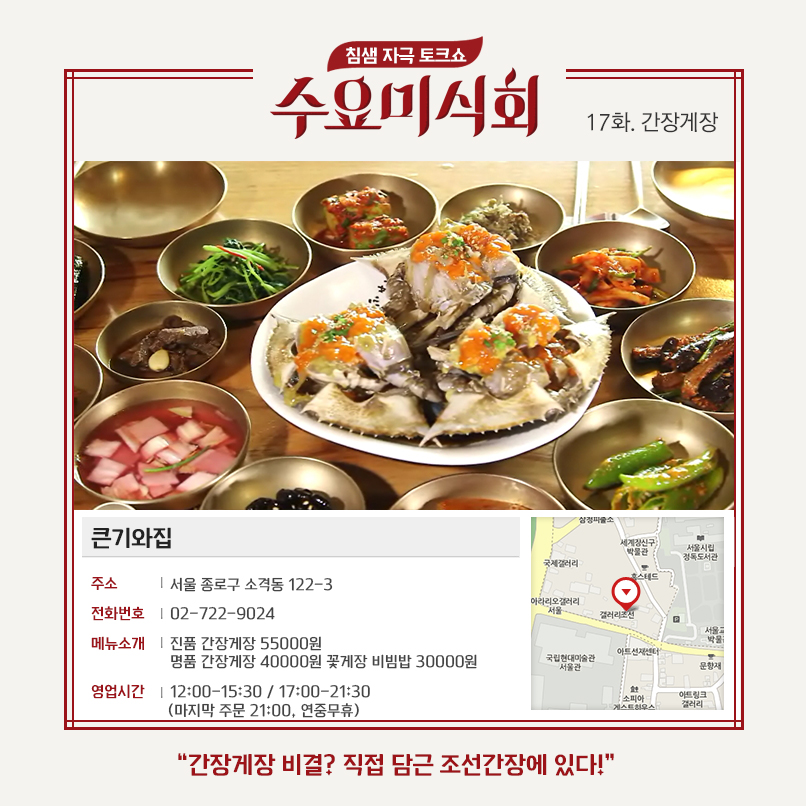 침샘 자극 토크쇼
수요미식회
17화. 간장게장
큰기와집
주소 | 서울 종로구 소격동 122-3
전화번호 | 02-722-9024
메뉴소개 | 진품 간장게장 55000원
명품 간장게장 40000원 꽃게장 비빔밥 30000원
영업시간 | 12:00-15:30 / 17:00-21:30
(마지막 주문 21:00, 연중무휴)
삼청파출소
세계장신구
박물관
서울시립
정독도서관
국제갤러리
아라리오갤러리
서울
갤러리조선
P
서울교
박물
아트선재센터
국립현대미술관
서울관
문향재
소피아
게스트하우스
아트링크
갤러리
“간장게장 비결? 직접 담근 조선간장에 있다!”